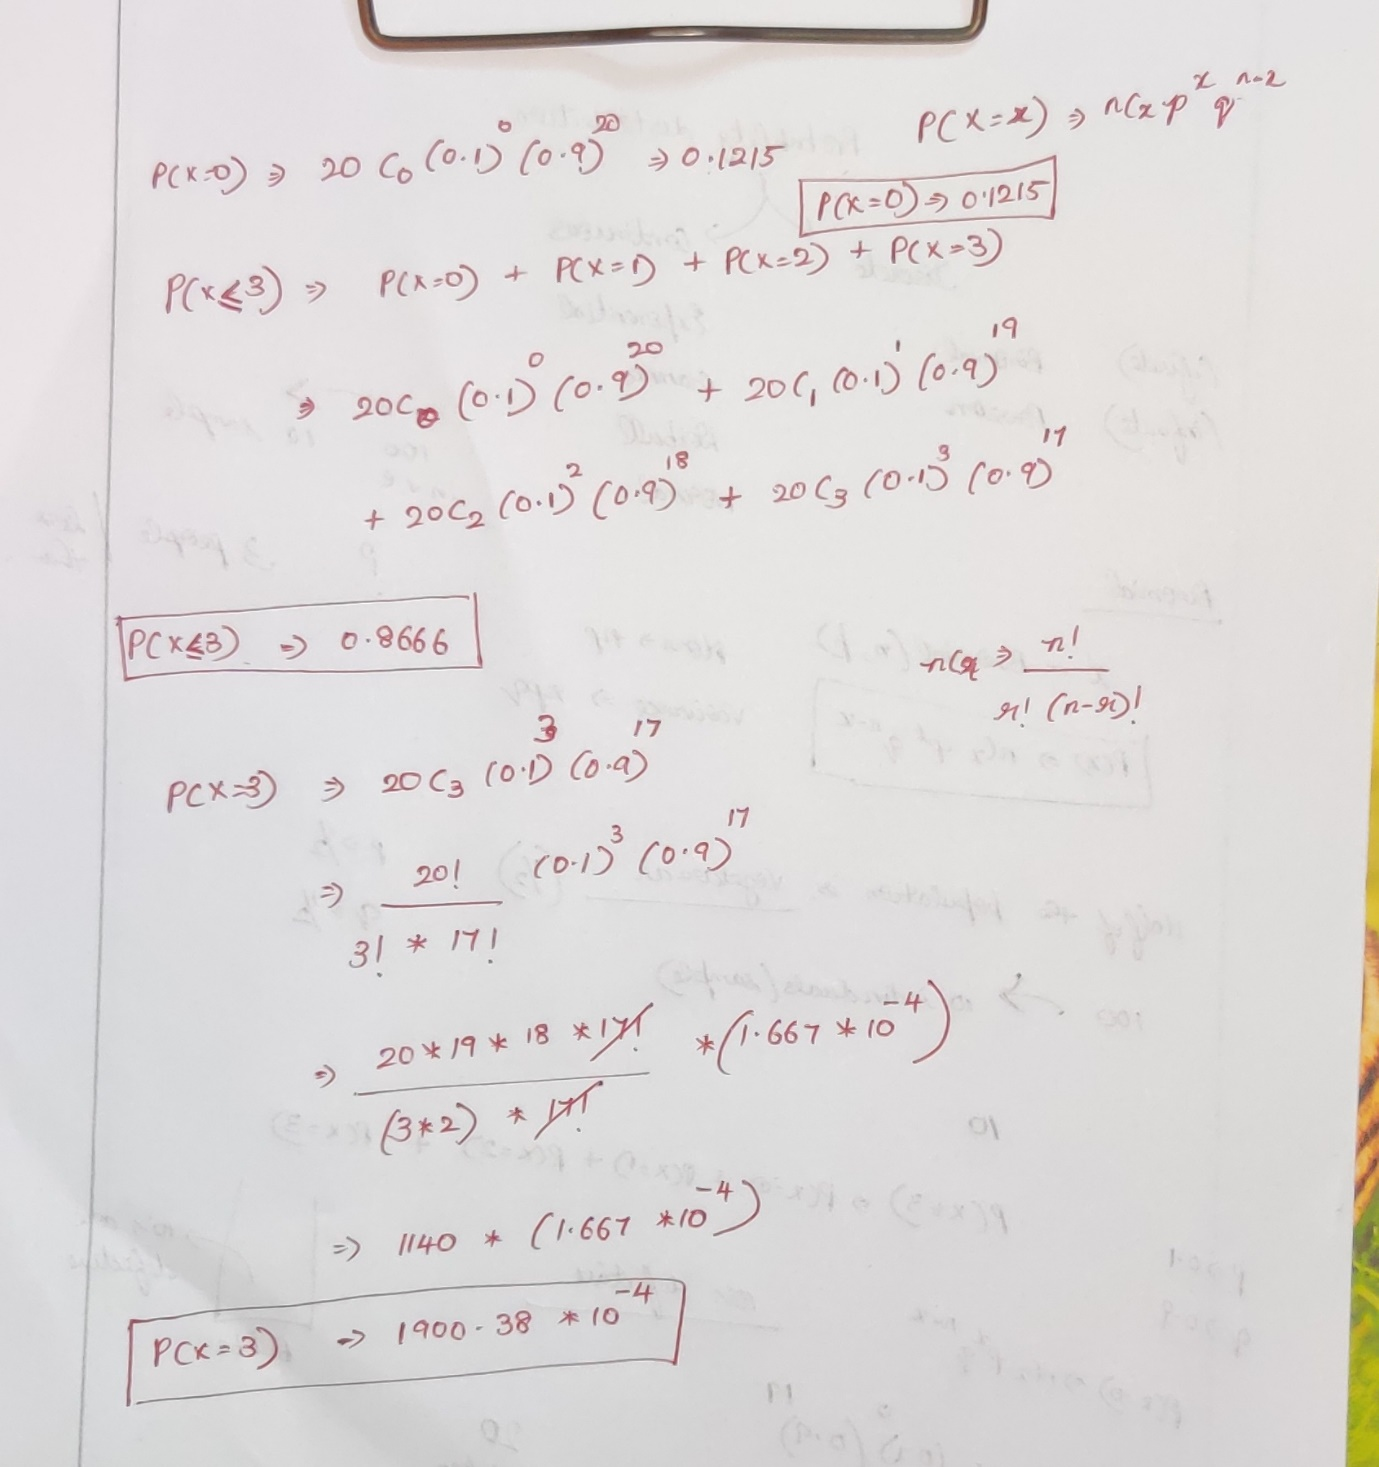 P(X=x) ⇒ nCx p^x q^n-2
P(X=0) ⇒ 20 C₀ (0.1)^0 (0.9)^20 ⇒ 0.1215
P(X=0) ⇒ 0.1215
P(X≤3) ⇒ P(X=0) + P(X=1) + P(X=2) + P(X=3)
⇒ 20C₀ (0.1)^0 (0.9)^20 + 20C₁ (0.1)^1 (0.9)^19
+ 20C₂ (0.1)^2 (0.9)^18 + 20C₃ (0.1)^3 (0.9)^17
P(X≤3) ⇒ 0.8666
nCr ⇒ n! / r! (n-r)!
P(X=3) ⇒ 20C₃ (0.1)^3 (0.9)^17
⇒ 20! / 3! * 17! (0.1)^3 (0.9)^17
⇒ 20*19*18*17! / (3*2) * 17! * (1.667 * 10^-4)
⇒ 1140 * (1.667 *10^-4)
P(X=3) ⇒ 1900.38 * 10^-4